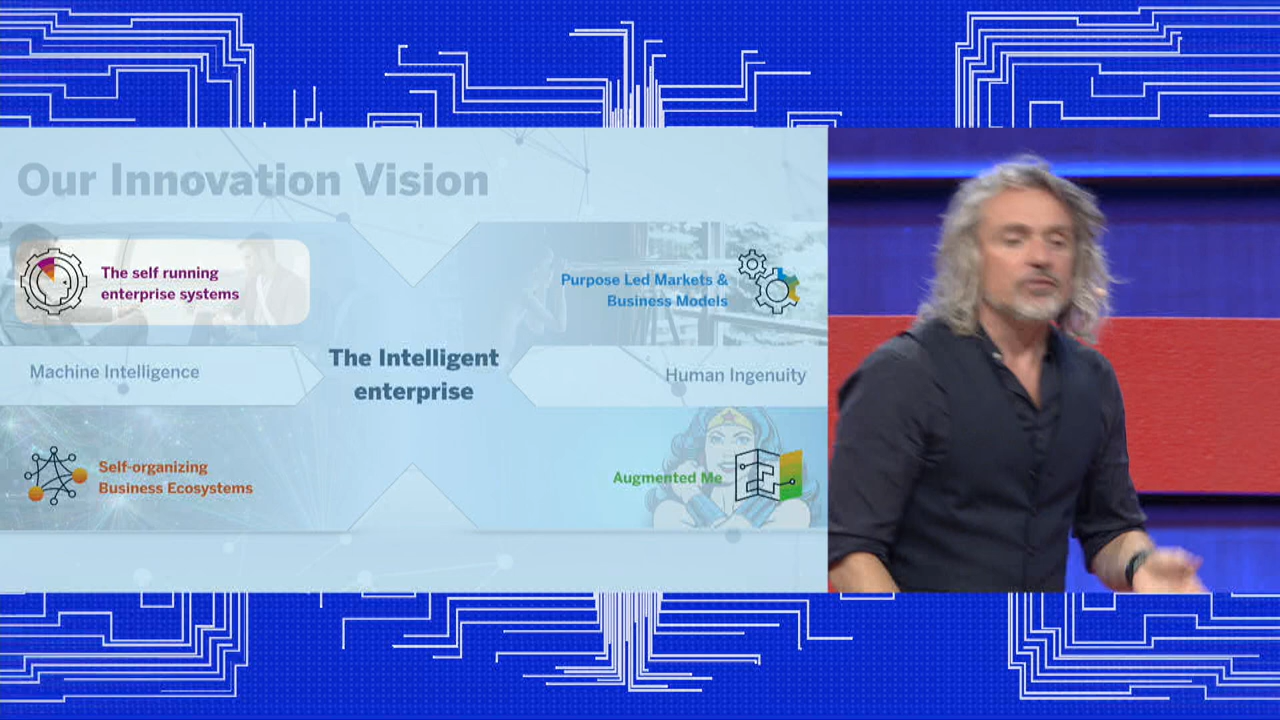 Our Innovation Vision
The self running
enterprise systems
Purpose Led Markets &
Business Models
Machine Intelligence
The Intelligent
enterprise
Human Ingenuity
Self-organizing
Business Ecosystems
Augmented Me